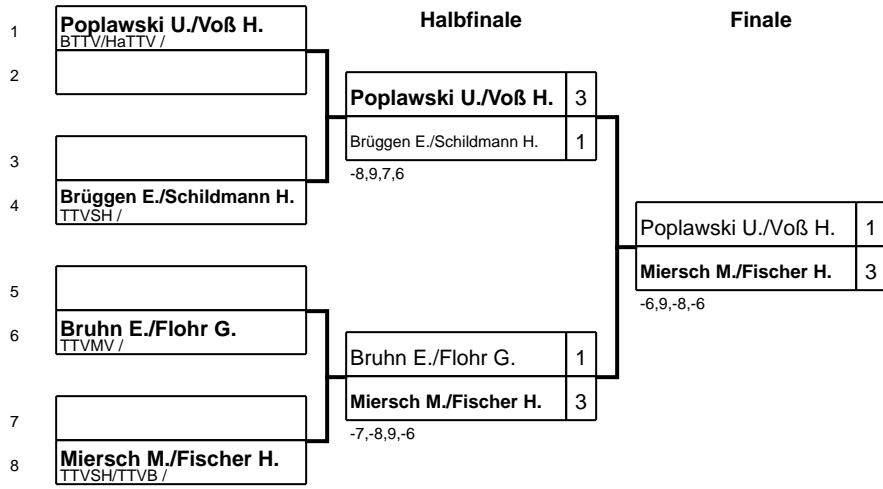 Halbfinale
Finale
1
Poplawski U./Voß H.
BTTV/HaTTV /
2
3
4
Brüggen E./Schildmann H.
TTVSH /
5
6
Bruhn E./Flohr G.
TTVMV /
7
8
Miersch M./Fischer H.
TTVSH/TTVB /
Poplawski U./Voß H. 3
Brüggen E./Schildmann H. 1
-8,9,7,6
Bruhn E./Flohr G. 1
Miersch M./Fischer H. 3
-7,-8,9,-6
Poplawski U./Voß H. 1
Miersch M./Fischer H. 3
-6,9,-8,-6